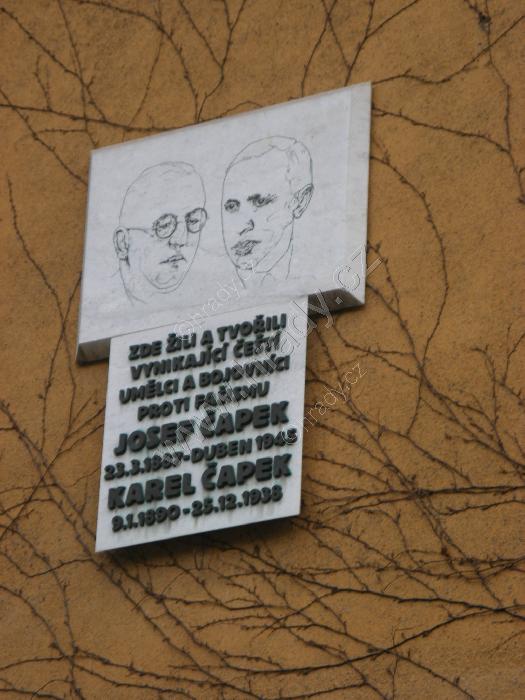 ZDE ŽILI A TVOŘILI
VYNIKAJÍCÍ ČEŠTÍ
UMĚLCI A BOJOVNÍCI
PROTI FAŠISMU
JOSEF ČAPEK
23.3.1887-DUBEN 1945
KAREL ČAPEK
9.1.1890 - 25.12.1938